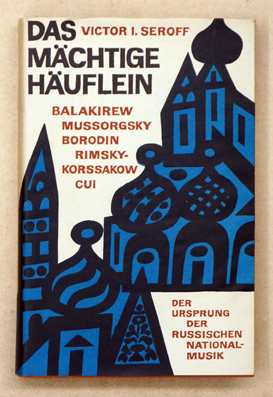 DAS VICTOR I. SEROFF
MÄCHTIGE
HÄUFLEIN
BALAKIREW
MUSSORGSKY
BORODIN
RIMSKY-
KORSSAKOW
CUI
DER
URSPRUNG
DER
RUSSISCHEN
NATIONAL-
MUSIK